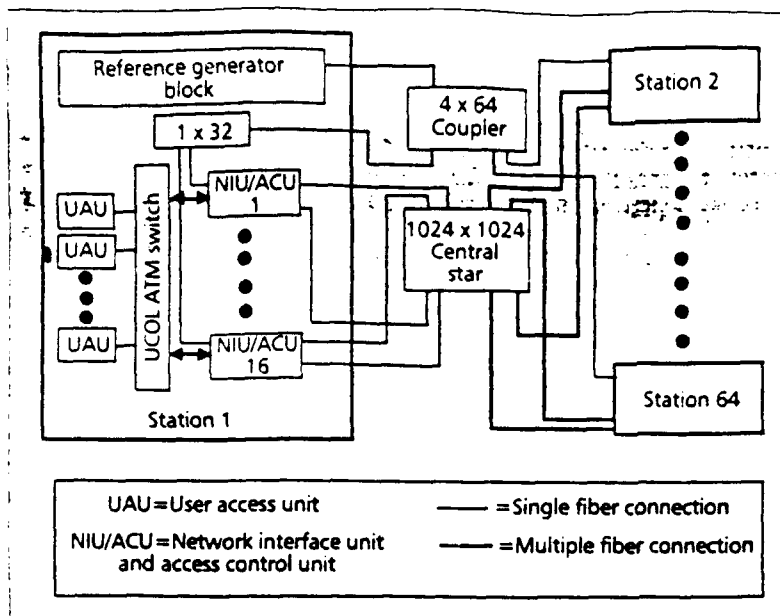 Reference generator
block
1 x 32
UAU
UAU
UAU
UCOL ATM switch
NIU/ACU
1
NIU/ACU
16
Station 1
4 x 64
Coupler
1024 x 1024
Central
star
Station 2
Station 64
UAU=User access unit
NIU/ACU=Network interface unit
and access control unit
=Single fiber connection
=Multiple fiber connection